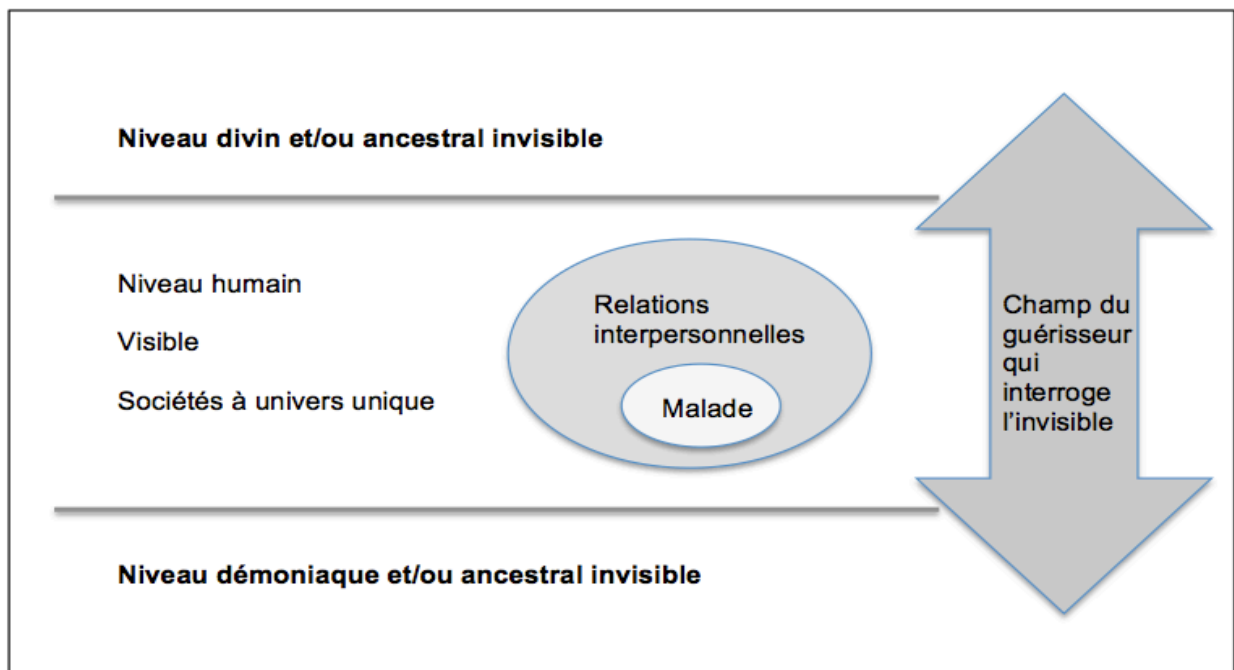 Niveau divin et/ou ancestral invisible
Niveau humain
Visible
Sociétés à univers unique
Relations
interpersonnelles
Malade
Champ du
guérisseur
qui
interroge
l'invisible
Niveau démoniaque et/ou ancestral invisible